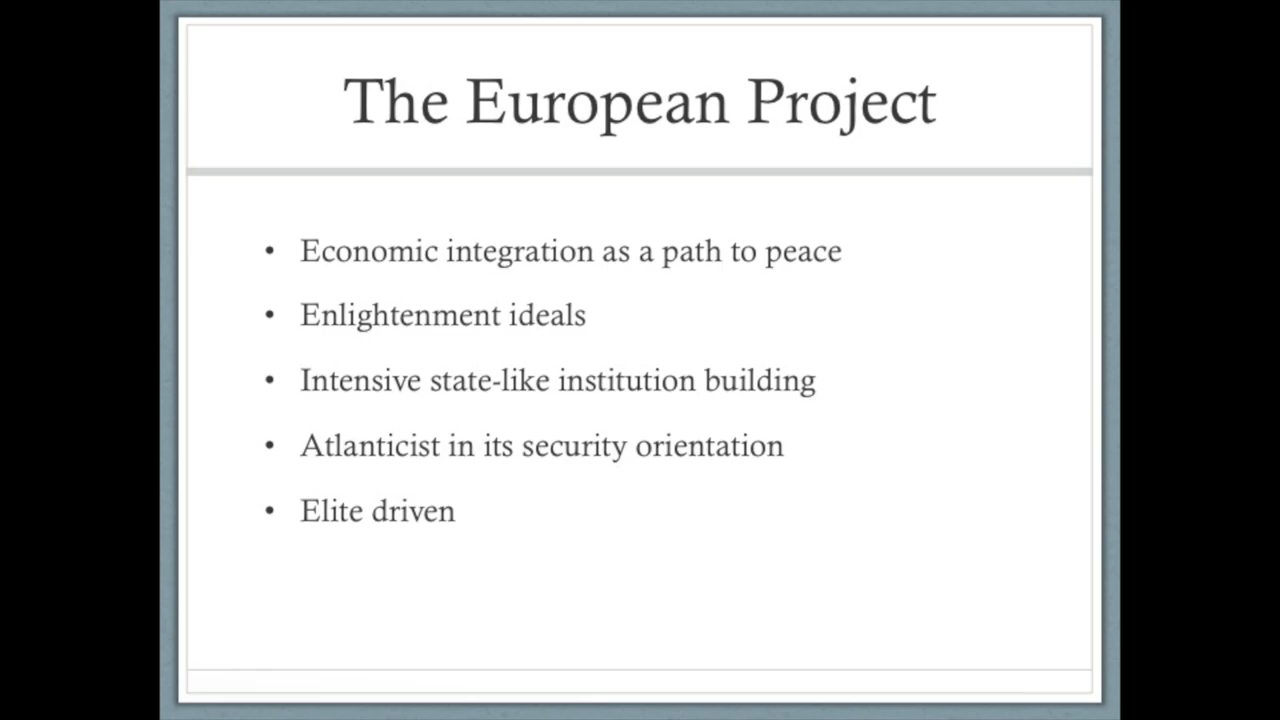 The European Project
• Economic integration as a path to peace
• Enlightenment ideals
• Intensive state-like institution building
• Atlanticist in its security orientation
• Elite driven